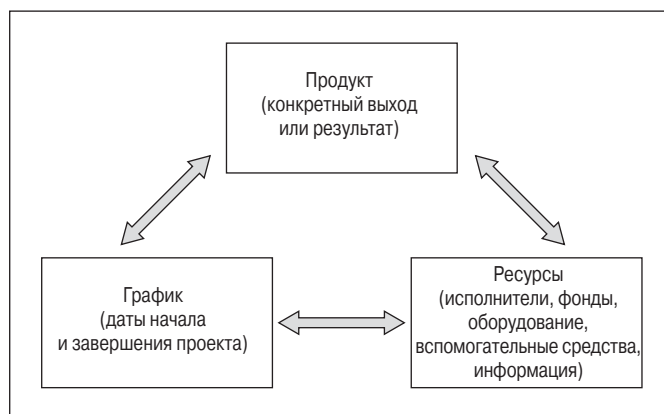 Продукт
(конкретный выход
или результат)
График
(даты начала
и завершения проекта)
Ресурсы
(исполнители, фонды,
оборудование,
вспомогательные средства,
информация)